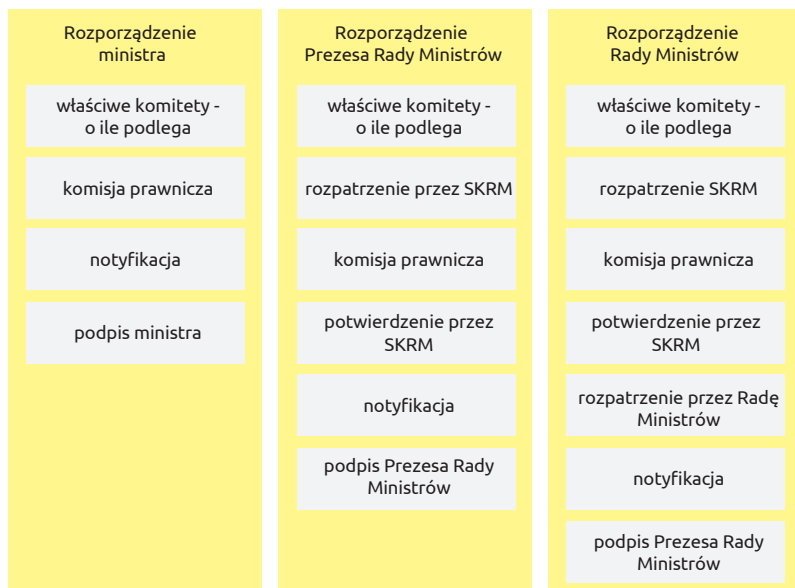 Rozporządzenie
ministra
właściwe komitety -
o ile podlega
komisja prawnicza
notyfikacja
podpis ministra
Rozporządzenie
Prezesa Rady Ministrów
właściwe komitety -
o ile podlega
rozpatrzenie przez SKRM
komisja prawnicza
potwierdzenie przez
SKRM
notyfikacja
podpis Prezesa Rady
Ministrów
Rozporządzenie
Rady Ministrów
właściwe komitety -
o ile podlega
rozpatrzenie SKRM
komisja prawnicza
potwierdzenie przez
SKRM
rozpatrzenie przez Radę
Ministrów
notyfikacja
podpis Prezesa Rady
Ministrów